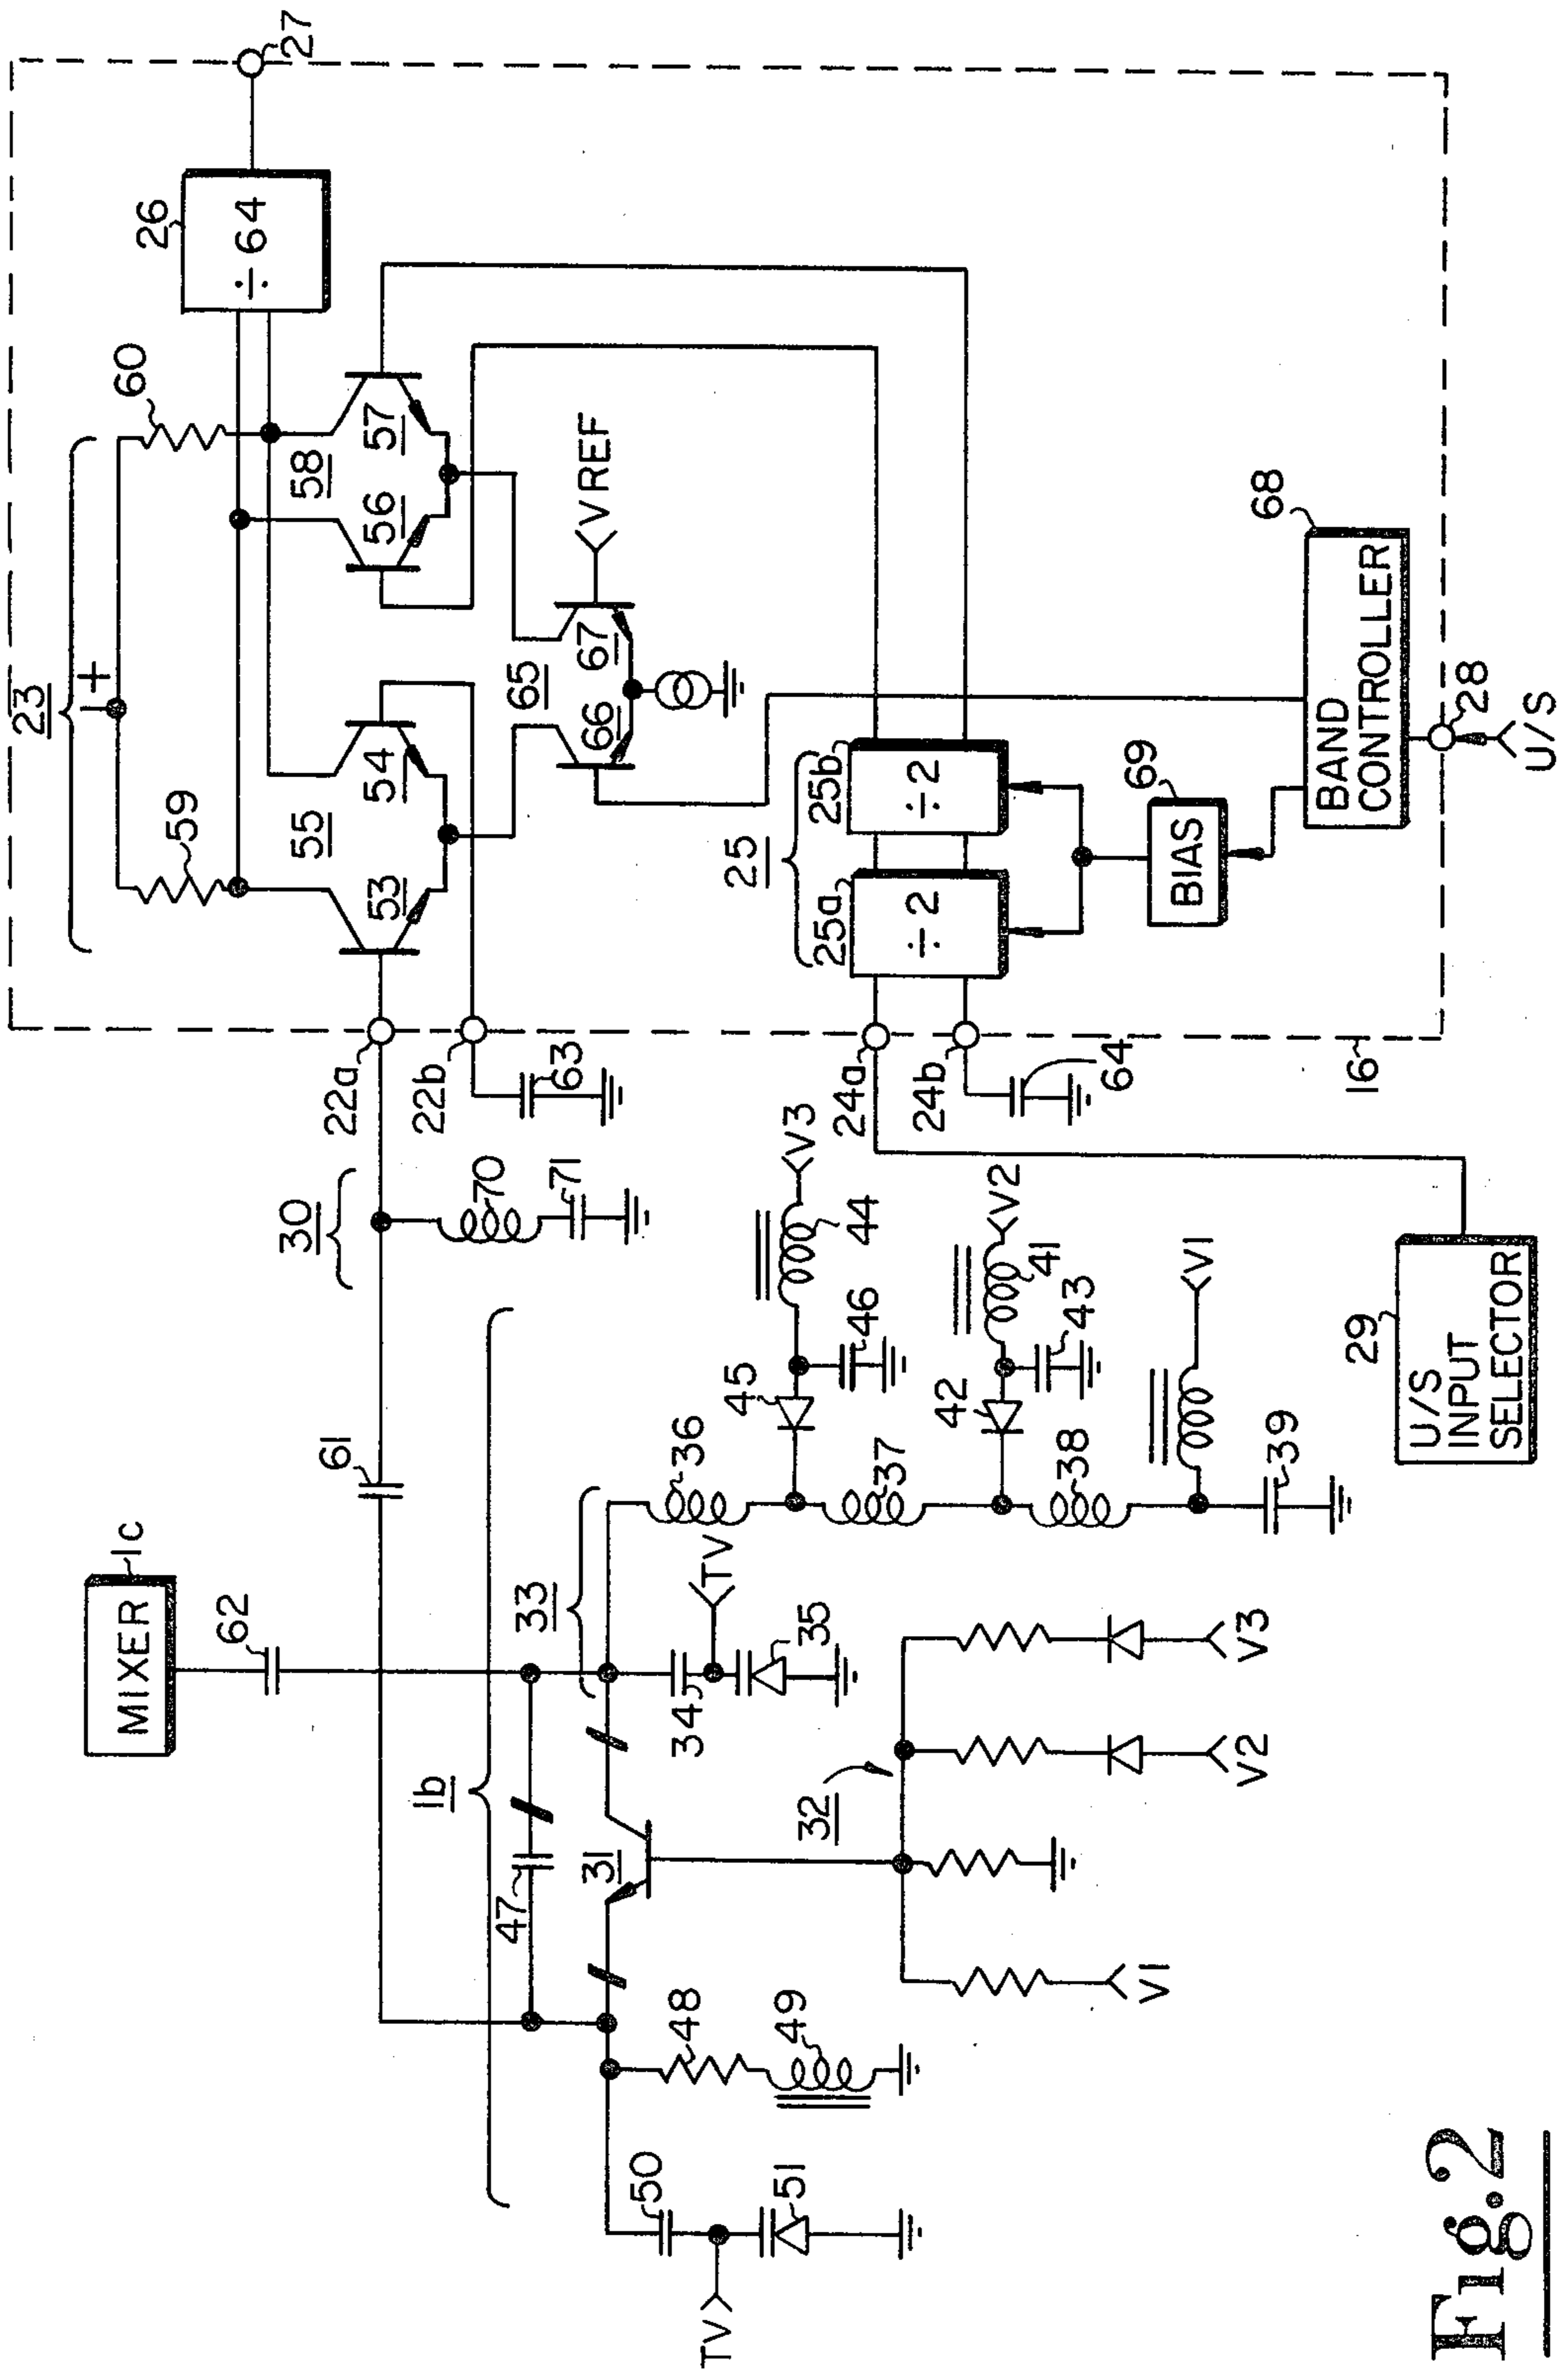 23
+
59
60
26
÷ 64
27
55
58
53
54
56
57
22a
22b
63
65
66
67
VREF
25
25a
25b
÷ 2
÷ 2
24a
24b
64
69
BIAS
68
BAND
CONTROLLER
28
U/S
16
30
70
71
61
MIXER
1c
62
1b
33
47
31
34
35
TV
36
37
38
39
45
46
44
V3
42
43
41
V2
V1
29
U/S
INPUT
SELECTOR
32
V1
V2
V3
48
49
50
51
TV
Fig.2